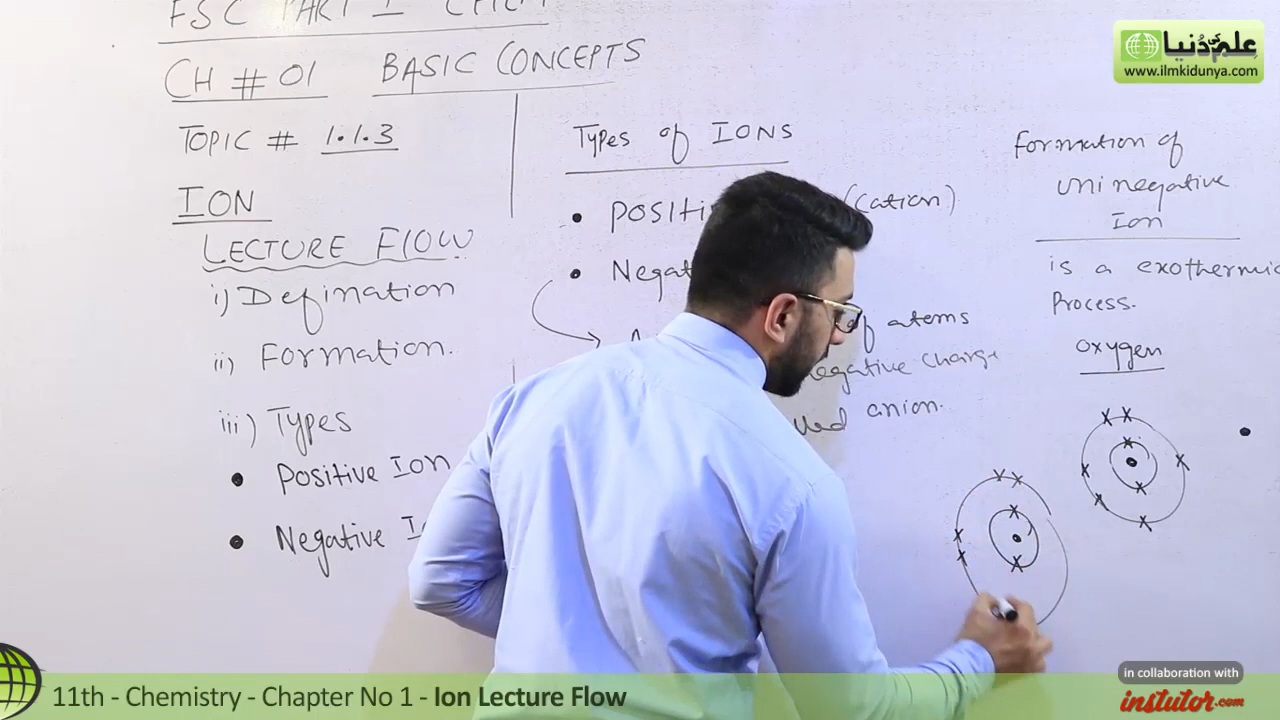 FSC PART I CHEM
CH # 01 BASIC CONCEPTS
TOPIC # 1.1.3
ION
LECTURE FLOW
i) Defination
ii) Formation.
iii) Types
• Positive Ion
• Negative I
Types of IONS
• POSITI (Cation)
• Negat
of atems
negative charge
anion.
Formation of
uninegative
Ion
is a exothermic
Process.
oxygen
علم کی دُنیا
www.ilmkidunya.com
11th - Chemistry - Chapter No 1 - Ion Lecture Flow
in collaboration with
instutor.com